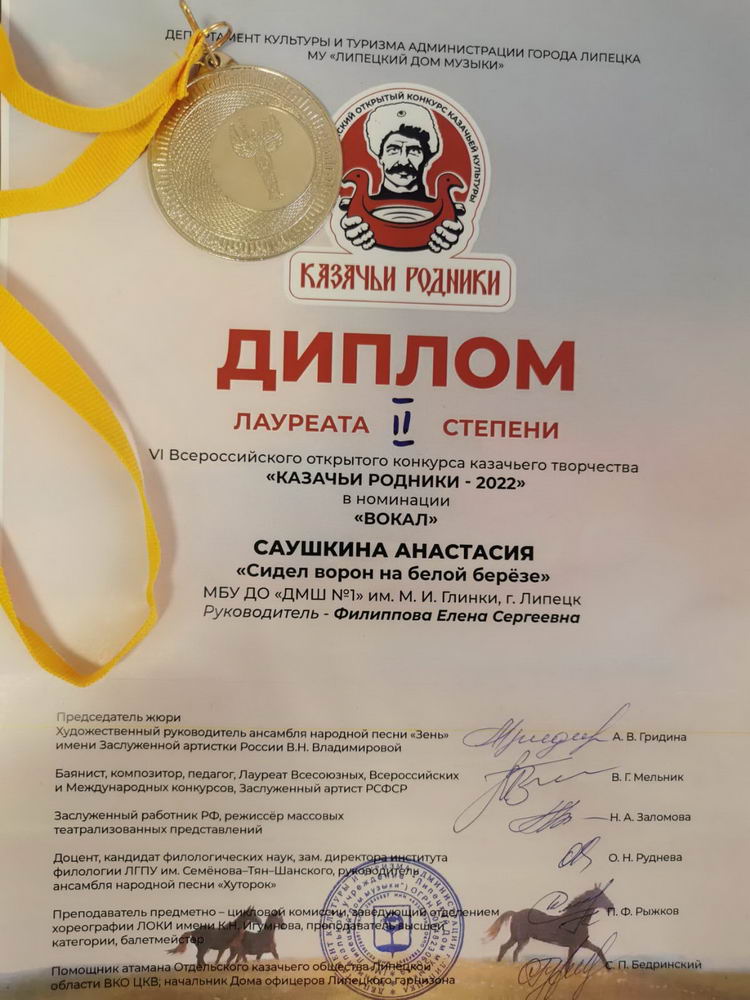 ДЕПАРТАМЕНТ КУЛЬТУРЫ И ТУРИЗМА АДМИНИСТРАЦИИ ГОРОДА ЛИПЕЦКА
МУ «ЛИПЕЦКИЙ ДОМ МУЗЫКИ»
ОТКРЫТЫЙ КОНКУРС КАЗАЧЬЕЙ КУЛЬТУРЫ
КАЗАЧЬИ РОДНИКИ
ДИПЛОМ
ЛАУРЕАТА II СТЕПЕНИ
VI Всероссийского открытого конкурса казачьего творчества
«КАЗАЧЬИ РОДНИКИ - 2022»
в номинации
«ВОКАЛ»
САУШКИНА АНАСТАСИЯ
«Сидел ворон на белой берёзе»
МБУ ДО «ДМШ №1» им. М. И. Глинки, г. Липецк
Руководитель - Филиппова Елена Сергеевна
Председатель жюри
Художественный руководитель ансамбля народной песни «Зень»
имени Заслуженной артистки России В.Н. Владимировой
А. В. Гридина
Баянист, композитор, педагог, Лауреат Всесоюзных, Всероссийских
и Международных конкурсов, Заслуженный артист РСФСР
В. Г. Мельник
Заслуженный работник РФ, режиссёр массовых
театрализованных представлений
Н. А. Заломова
Доцент, кандидат филологических наук, зам. директора института
филологии ЛГПУ им. Семёнова–Тян–Шанского, руководитель
ансамбля народной песни «Хуторок»
О. Н. Руднева
Преподаватель предметно – цикловой комиссии, заведующий отделением
хореографии ЛОКИ имени К.Н. Игумнова, преподаватель высшей
категории, балетмейстер
П. Ф. Рыжков
Помощник атамана Отдельского казачьего общества Липецкой
области ВКО ЦКВ; начальник Дома офицеров Липецкого гарнизона
С. П. Бедринский